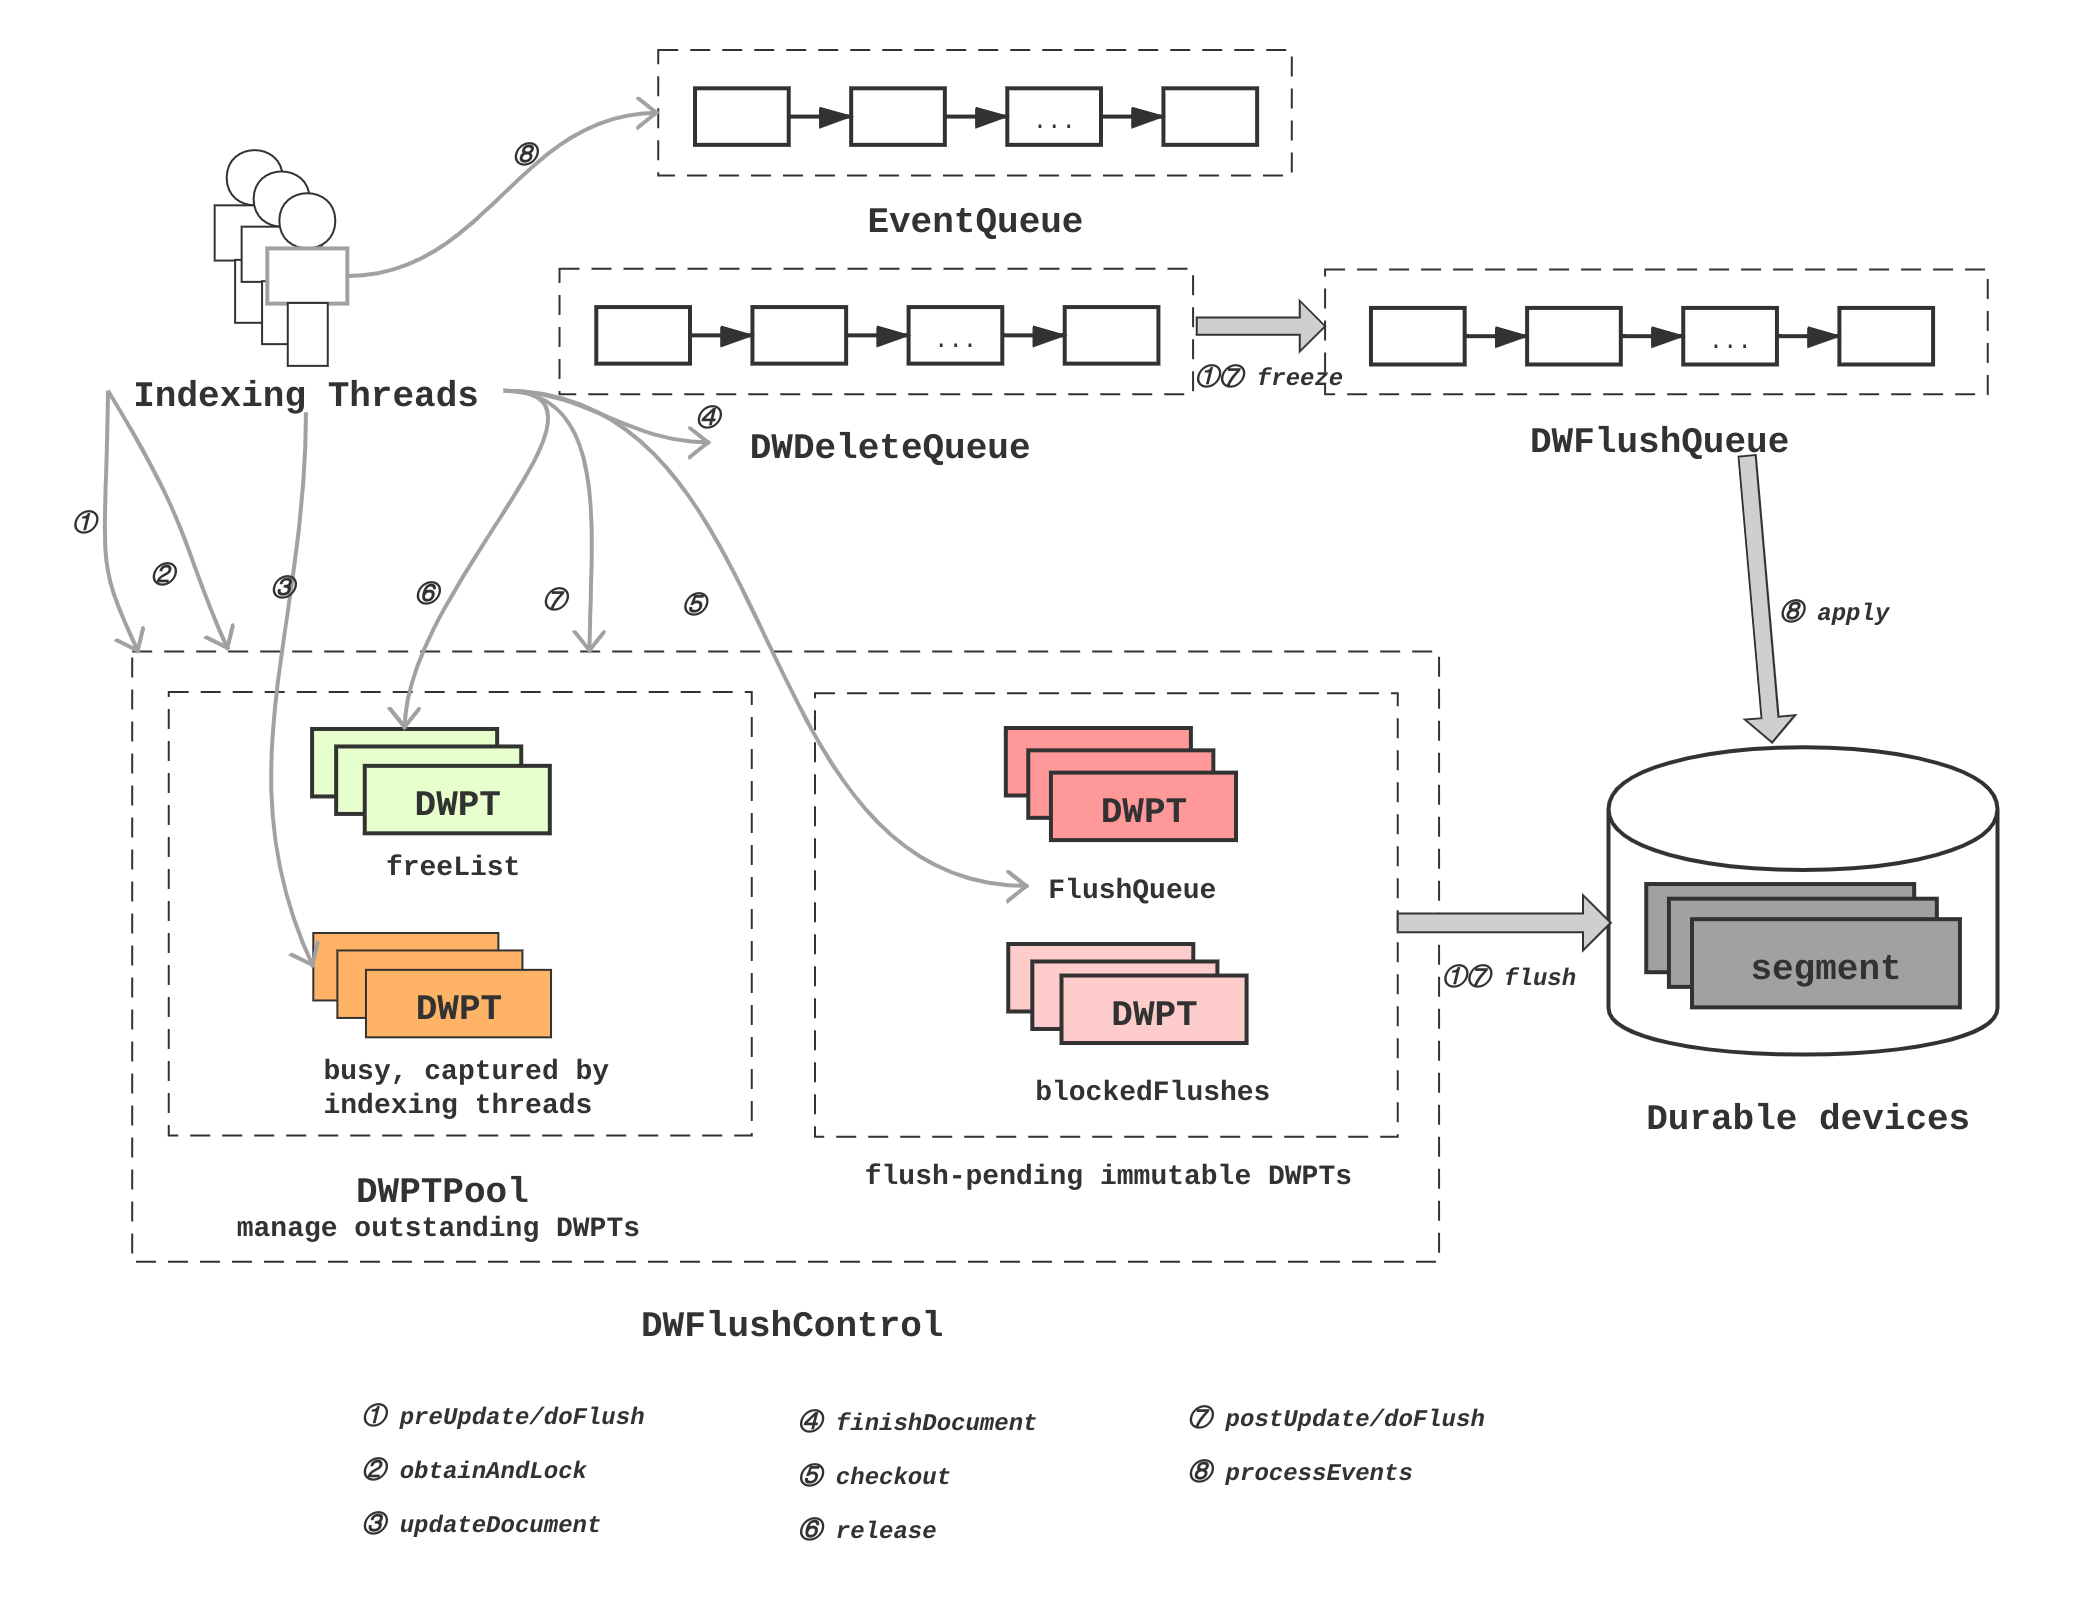 ⑧
...
EventQueue
...
①⑦ freeze
...
Indexing Threads
④
DWDeleteQueue
DWFlushQueue
①
②
③
⑥
⑦
⑤
⑧ apply
DWPT
freeList
DWPT
FlushQueue
DWPT
busy, captured by
indexing threads
DWPT
blockedFlushes
①⑦ flush
segment
Durable devices
DWPTPool
manage outstanding DWPTs
flush-pending immutable DWPTs
DWFlushControl
① preUpdate/doFlush
② obtainAndLock
③ updateDocument
④ finishDocument
⑤ checkout
⑥ release
⑦ postUpdate/doFlush
⑧ processEvents